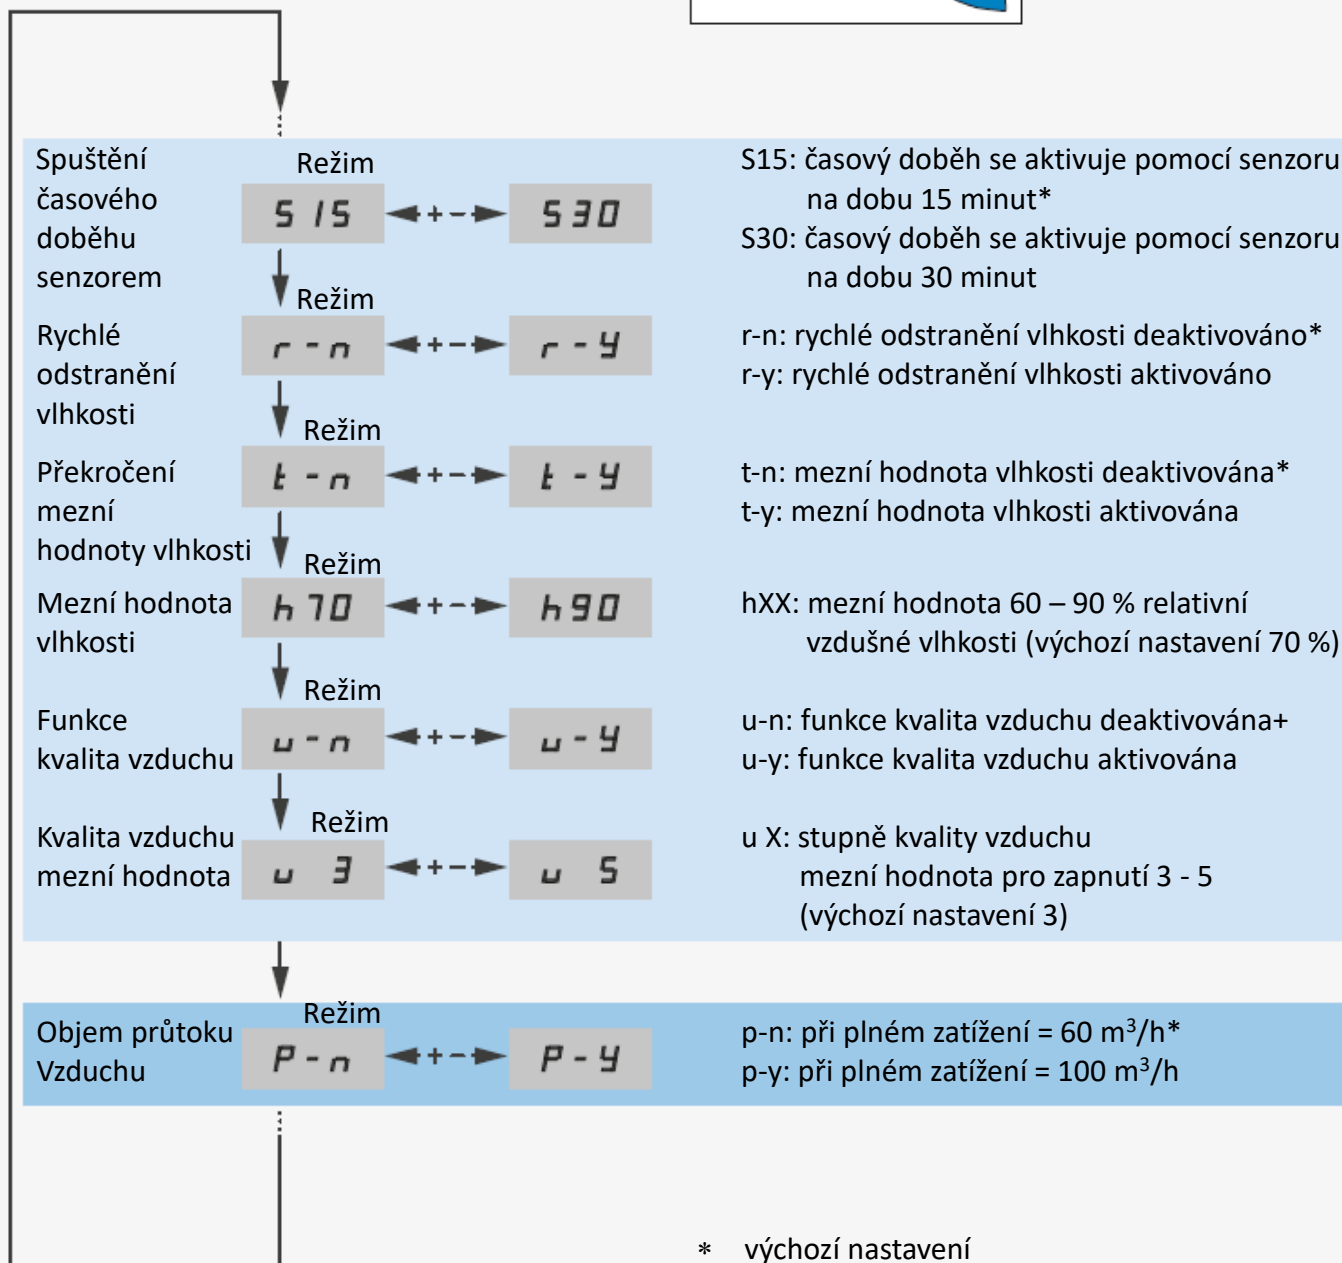 Spuštění
časového
doběhu
senzorem
Režim
S15 + - S30
S15: časový doběh se aktivuje pomocí senzoru
na dobu 15 minut*
S30: časový doběh se aktivuje pomocí senzoru
na dobu 30 minut
Rychlé
odstranění
vlhkosti
Režim
r-n + - r-y
r-n: rychlé odstranění vlhkosti deaktivováno*
r-y: rychlé odstranění vlhkosti aktivováno
Překročení
mezní
hodnoty vlhkosti
Režim
t-n + - t-y
t-n: mezní hodnota vlhkosti deaktivována*
t-y: mezní hodnota vlhkosti aktivována
Mezní hodnota
vlhkosti
Režim
h70 + - h90
hXX: mezní hodnota 60 – 90 % relativní
vzdušné vlhkosti (výchozí nastavení 70 %)
Funkce
kvalita vzduchu
Režim
u-n + - u-y
u-n: funkce kvalita vzduchu deaktivována+
u-y: funkce kvalita vzduchu aktivována
Kvalita vzduchu
mezní hodnota
Režim
u 3 + - u 5
u X: stupně kvality vzduchu
mezní hodnota pro zapnutí 3 - 5
(výchozí nastavení 3)
Objem průtoku
Vzduchu
Režim
P-n + - P-y
p-n: při plném zatížení = 60 m³/h*
p-y: při plném zatížení = 100 m³/h
* výchozí nastavení